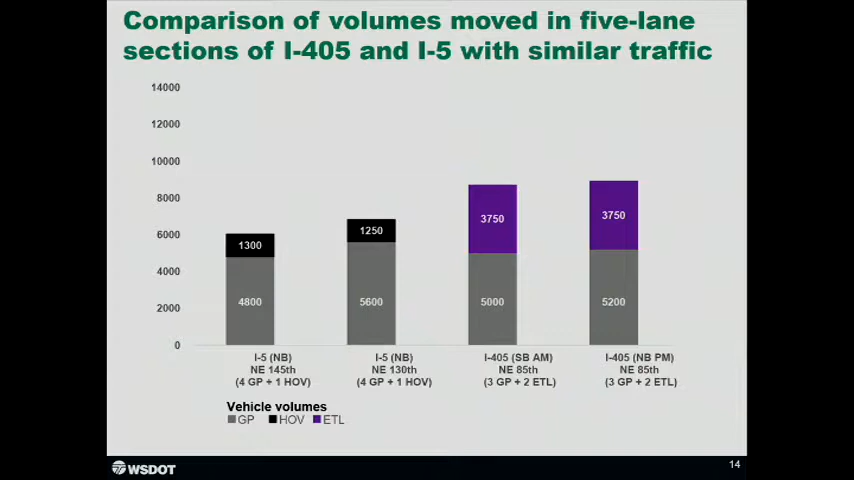 Comparison of volumes moved in five-lane
sections of I-405 and I-5 with similar traffic
14000
12000
10000
8000
6000
4000
2000
0
1300
4800
1250
5600
3750
5000
3750
5200
I-5 (NB)
NE 145th
(4 GP + 1 HOV)
I-5 (NB)
NE 130th
(4 GP + 1 HOV)
I-405 (SB AM)
NE 85th
(3 GP + 2 ETL)
I-405 (NB PM)
NE 85th
(3 GP + 2 ETL)
Vehicle volumes
GP HOV ETL
WSDOT
14